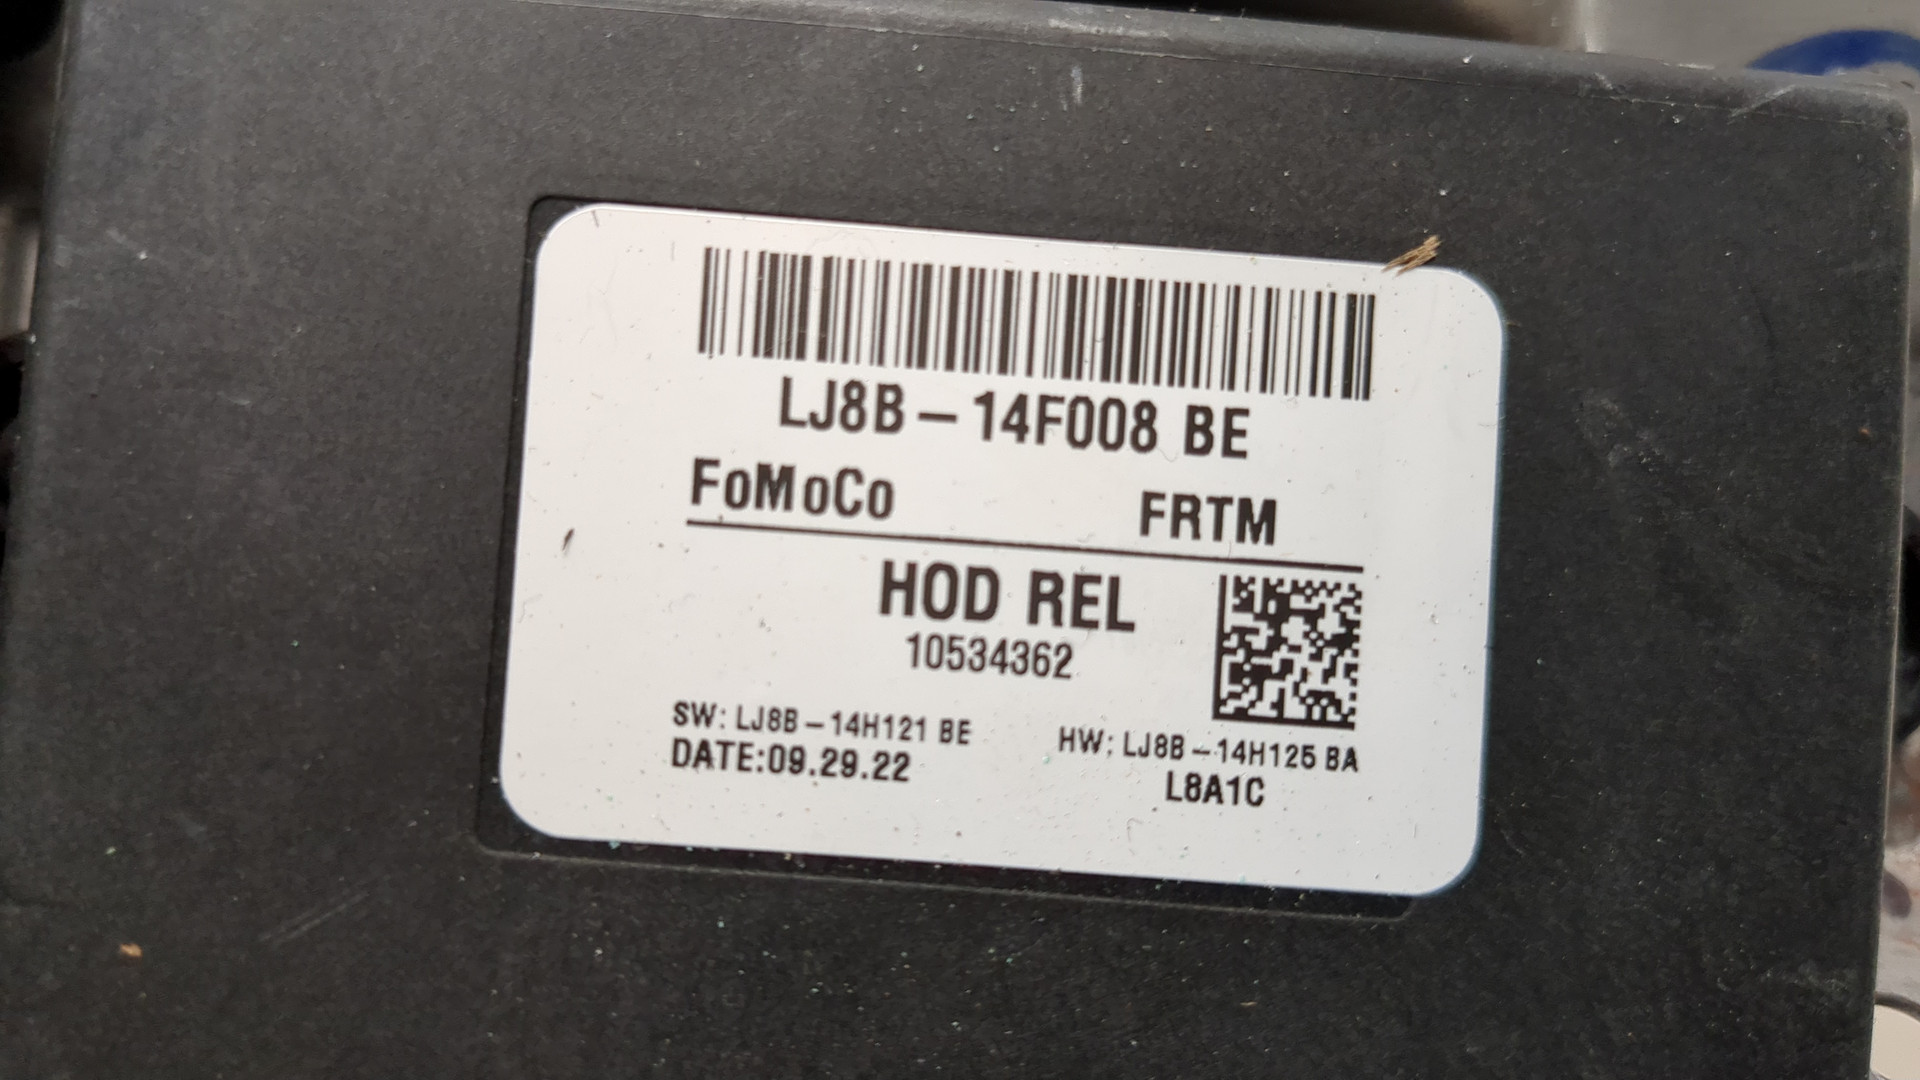 LJ8B-14F008 BE
FoMoCo FRTM
HOD REL
10534362
SW: LJ8B-14H121 BE
HW: LJ8B-14H125 BA
DATE:09.29.22
L8A1C